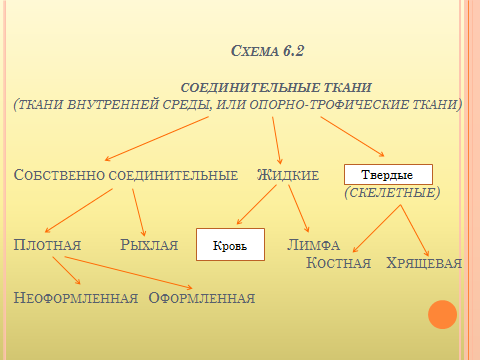 Схема 6.2
СОЕДИНИТЕЛЬНЫЕ ТКАНИ
(ТКАНИ ВНУТРЕННЕЙ СРЕДЫ, ИЛИ ОПОРНО-ТРОФИЧЕСКИЕ ТКАНИ)
Собственно соединительные Жидкие Твердые
(СКЕЛЕТНЫЕ)
Плотная Рыхлая Кровь Лимфа
Костная Хрящевая
Неоформленная Оформленная